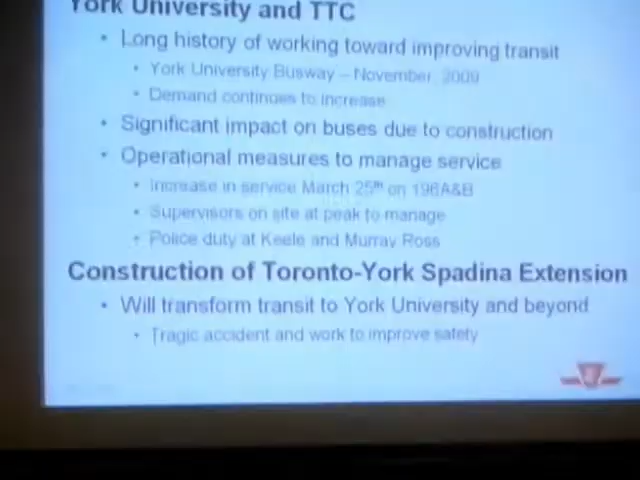 York University and TTC
• Long history of working toward improving transit
• York University Busway – November, 2009
• Demand continues to increase
• Significant impact on buses due to construction
• Operational measures to manage service
• Increase in service March 25th on 196A&B
• Supervisors on site at peak to manage
• Police duty at Keele and Murray Ross
Construction of Toronto-York Spadina Extension
• Will transform transit to York University and beyond
• Tragic accident and work to improve safety